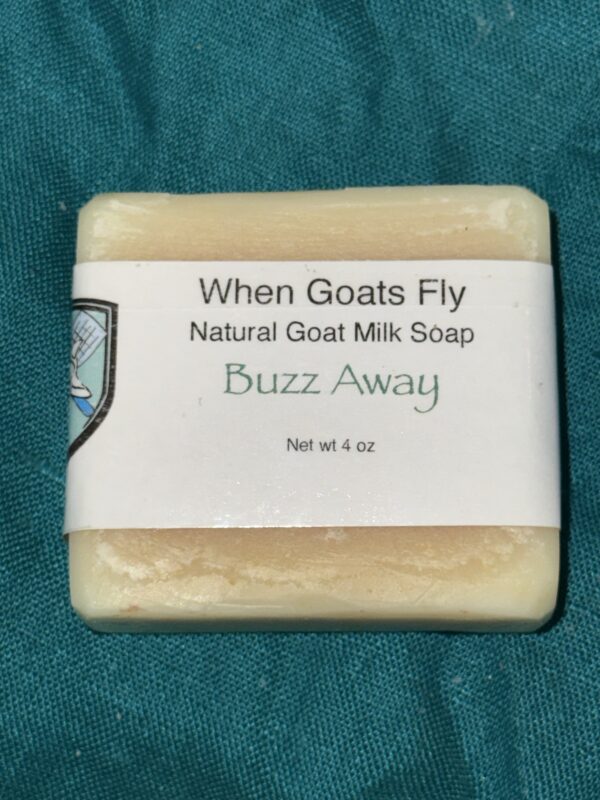 When Goats Fly
Natural Goat Milk Soap
Buzz Away
Net wt 4 oz